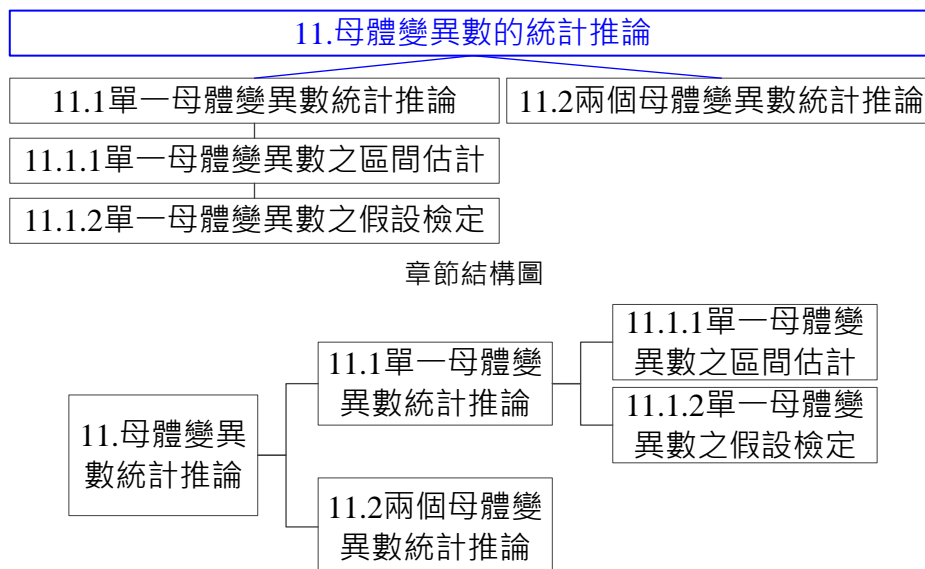 11.母體變異數的統計推論
11.1單一母體變異數統計推論
11.2兩個母體變異數統計推論
11.1.1單一母體變異數之區間估計
11.1.2單一母體變異數之假設檢定
章節結構圖
11.母體變異
數統計推論
11.1單一母體變
異數統計推論
11.1.1單一母體變
異數之區間估計
11.1.2單一母體變
異數之假設檢定
11.2兩個母體變
異數統計推論